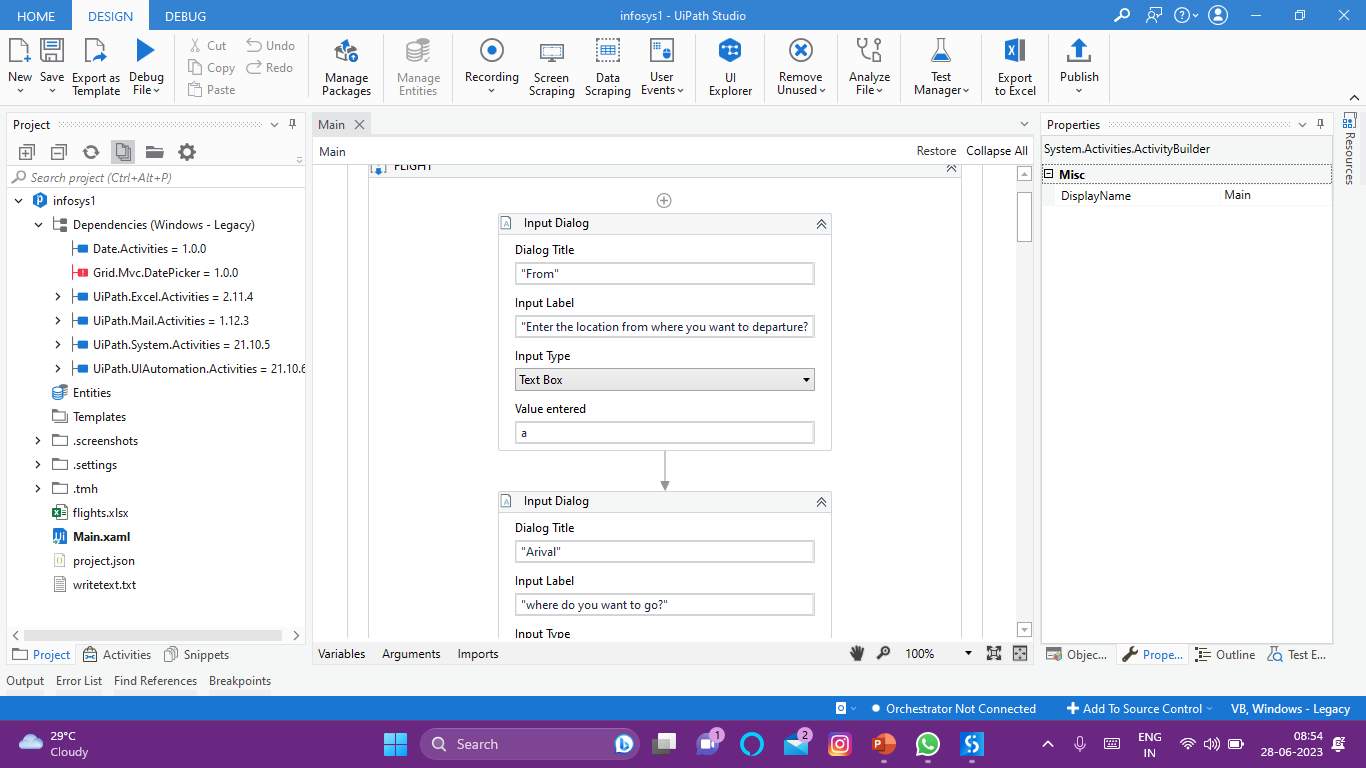 HOME DESIGN DEBUG infosys1 - UiPath Studio
New Save Export as Template Debug File Cut Copy Paste Undo Redo Manage Packages Manage Entities Recording Screen Scraping Data Scraping User Events UI Explorer Remove Unused Analyze File Test Manager Export to Excel Publish
Project
Search project (Ctrl+Alt+P)
infosys1
Dependencies (Windows - Legacy)
Date.Activities = 1.0.0
Grid.Mvc.DatePicker = 1.0.0
UiPath.Excel.Activities = 2.11.4
UiPath.Mail.Activities = 1.12.3
UiPath.System.Activities = 21.10.5
UiPath.UIAutomation.Activities = 21.10.6
Entities
Templates
.screenshots
.settings
.tmh
flights.xlsx
Main.xaml
project.json
writetext.txt
Project Activities Snippets
Main
Main Restore Collapse All
FLIGHT
Input Dialog
Dialog Title
"From"
Input Label
"Enter the location from where you want to departure?
Input Type
Text Box
Value entered
a
Input Dialog
Dialog Title
"Arival"
Input Label
"where do you want to go?"
Input Type
Variables Arguments Imports 100%
Properties
System.Activities.ActivityBuilder
Misc
DisplayName Main
Resources
Objec... Prope... Outline Test E...
Output Error List Find References Breakpoints
Orchestrator Not Connected Add To Source Control VB, Windows - Legacy
29°C
Cloudy
Search
1
2
ENG
IN
08:54
28-06-2023